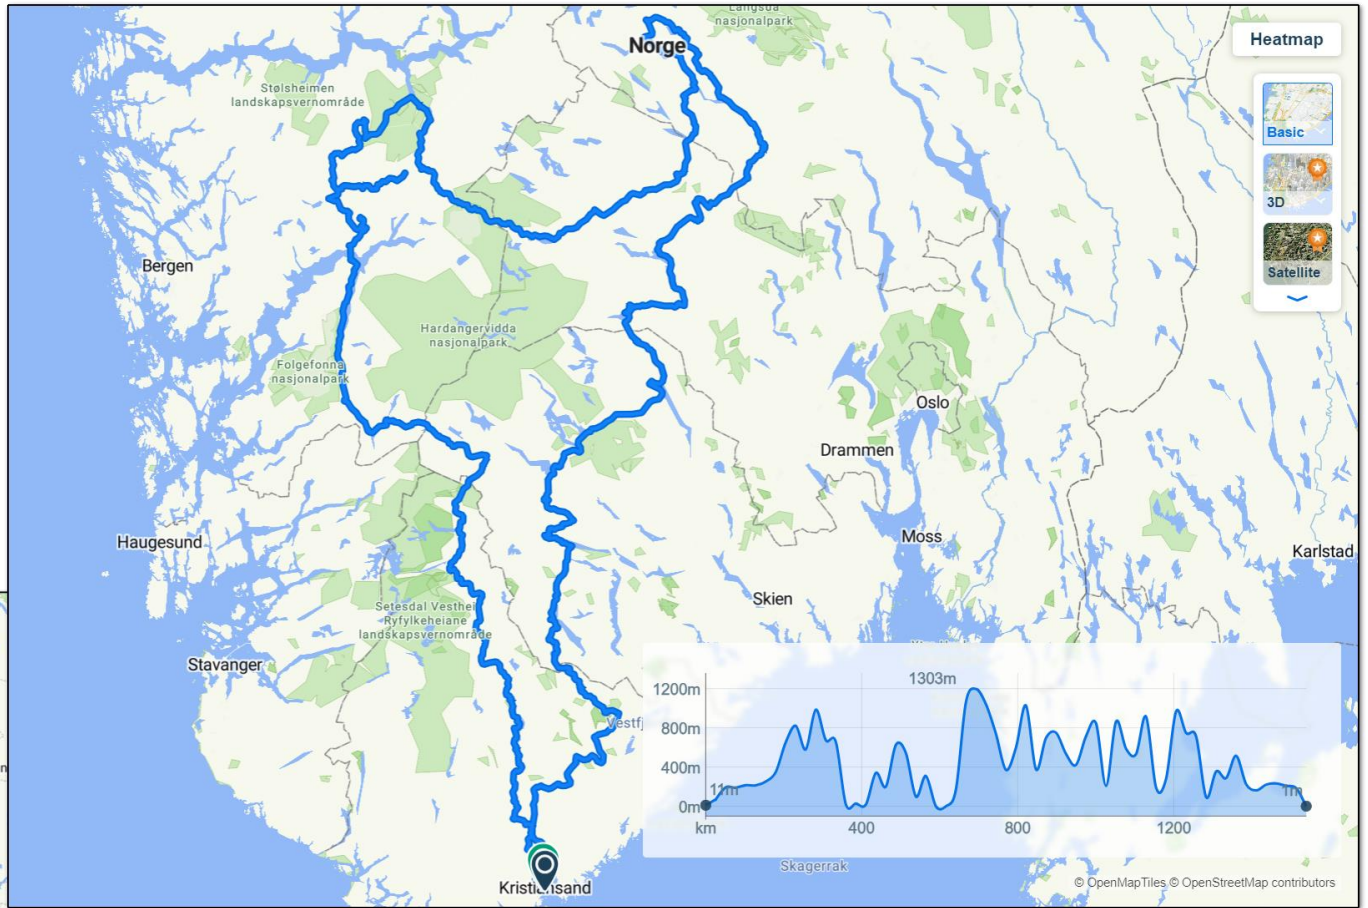 Langsua
nasjonalpark
Norge
Heatmap
Stølsheimen
landskapsvernområde
Basic
3D
Satellite
Bergen
Hardangervidda
nasjonalpark
Folgefonna
nasjonalpark
Oslo
Drammen
Moss
Haugesund
Karlstad
Skien
Setesdal Vesthei
Ryfylkeheiane
landskapsvernområde
Stavanger
Vestfj
1303m
1200m
800m
400m
0m
11m
1m
km
400
800
1200
Skagerrak
Kristiansand
© OpenMapTiles © OpenStreetMap contributors